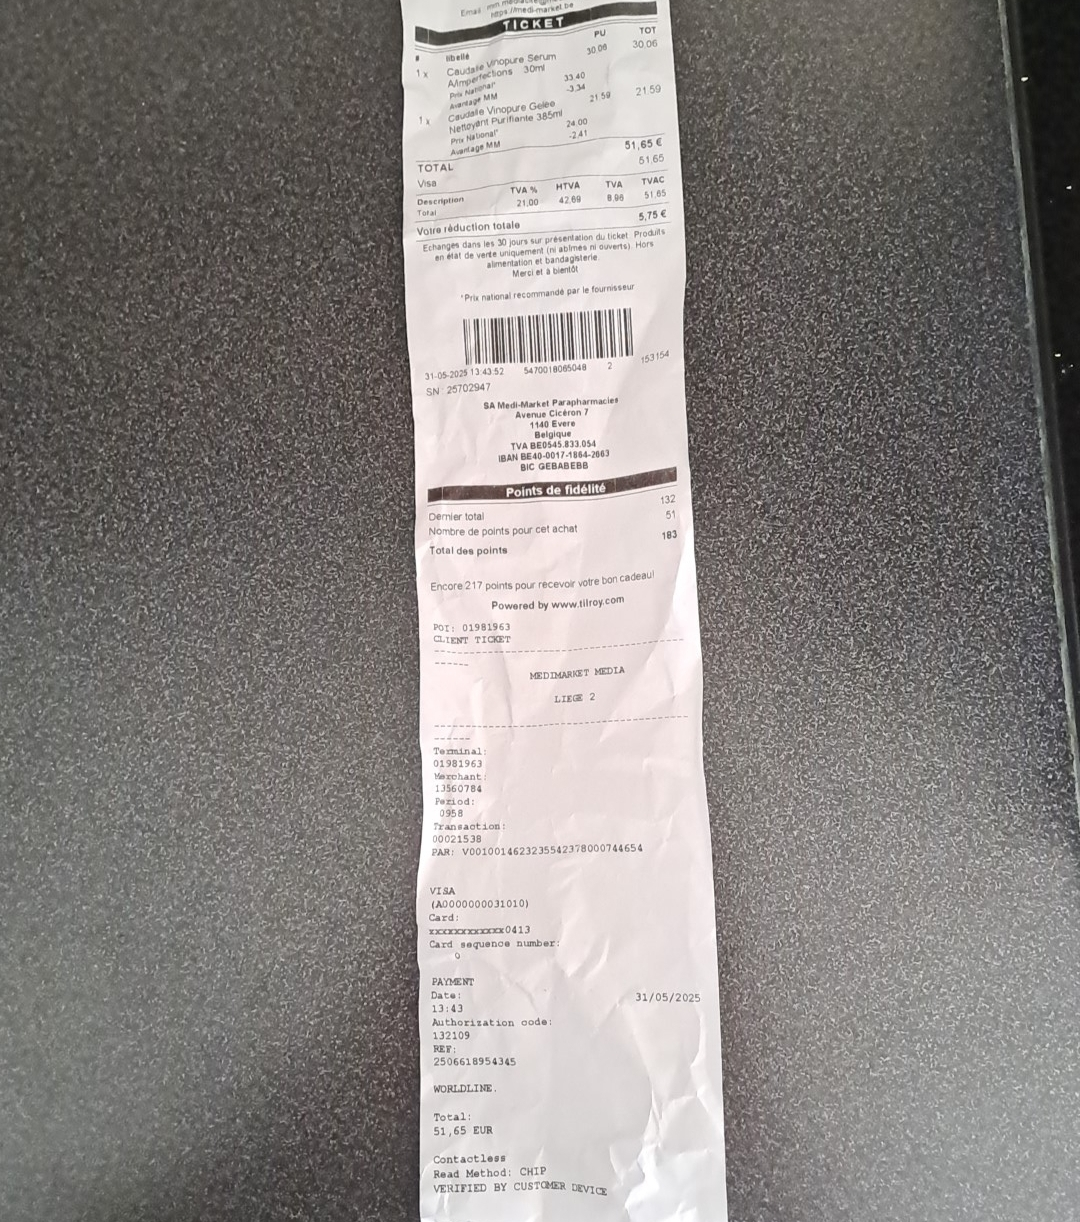 https://medi-market.be
TICKET
# libellé PU TOT
1 x Caudalie Vinopure Serum 30,06 30,06
A/Imperfections 30ml
Prix National* 33.40
Avantage MM -3.34
1 x Caudalie Vinopure Gelée 21.59 21.59
Nettoyant Purifiante 385ml
Prix National* 24.00
Avantage MM -2.41
TOTAL 51,65 €
Visa 51,65
Description TVA % HTVA TVA TVAC
Total 21,00 42,69 8,96 51,65
Votre réduction totale 5,75 €
Echanges dans les 30 jours sur présentation du ticket. Produits
en état de vente uniquement (ni abîmés ni ouverts). Hors
alimentation et bandagisterie.
Merci et à bientôt
*Prix national recommandé par le fournisseur
31-05-2025 13:43:52 5470018065048 2 153154
SN: 25702947
SA Medi-Market Parapharmacies
Avenue Cicéron 7
1140 Evere
Belgique
TVA BE0545.833.054
IBAN BE40-0017-1864-2663
BIC GEBABEBB
Points de fidélité
Dernier total 132
Nombre de points pour cet achat 51
Total des points 183
Encore 217 points pour recevoir votre bon cadeau!
Powered by www.tilroy.com
POI: 01981963
CLIENT TICKET
--------------------------------
------
MEDIMARKET MEDIA
LIEGE 2
--------------------------------
------
Terminal:
01981963
Merchant:
13560784
Period:
0958
Transaction:
00021538
PAR: V0010014623235542378000744654
VISA
(A0000000031010)
Card:
xxxxxxxxxxxx0413
Card sequence number:
0
PAYMENT
Date: 31/05/2025
13:43
Authorization code:
132109
REF:
2506618954345
WORLDLINE.
Total:
51,65 EUR
Contactless
Read Method: CHIP
VERIFIED BY CUSTOMER DEVICE